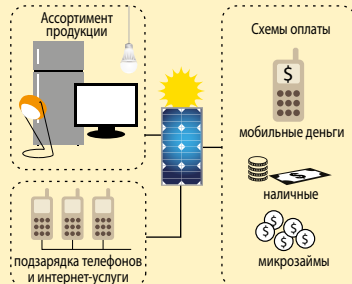 Ассортимент
продукции
подзарядка телефонов
и интернет-услуги
Схемы оплаты
$
мобильные деньги
$
наличные
$ $ $ $ $
микрозаймы